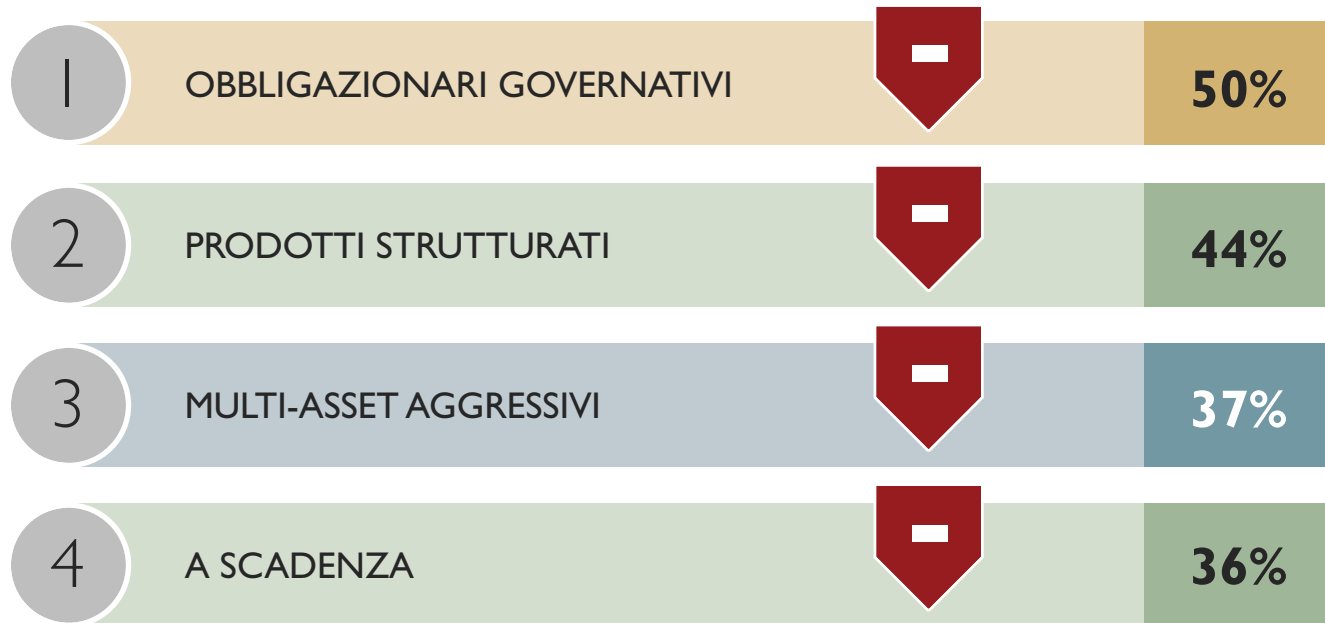 1 OBBLIGAZIONARI GOVERNATIVI - 50%
2 PRODOTTI STRUTTURATI - 44%
3 MULTI-ASSET AGGRESSIVI - 37%
4 A SCADENZA - 36%